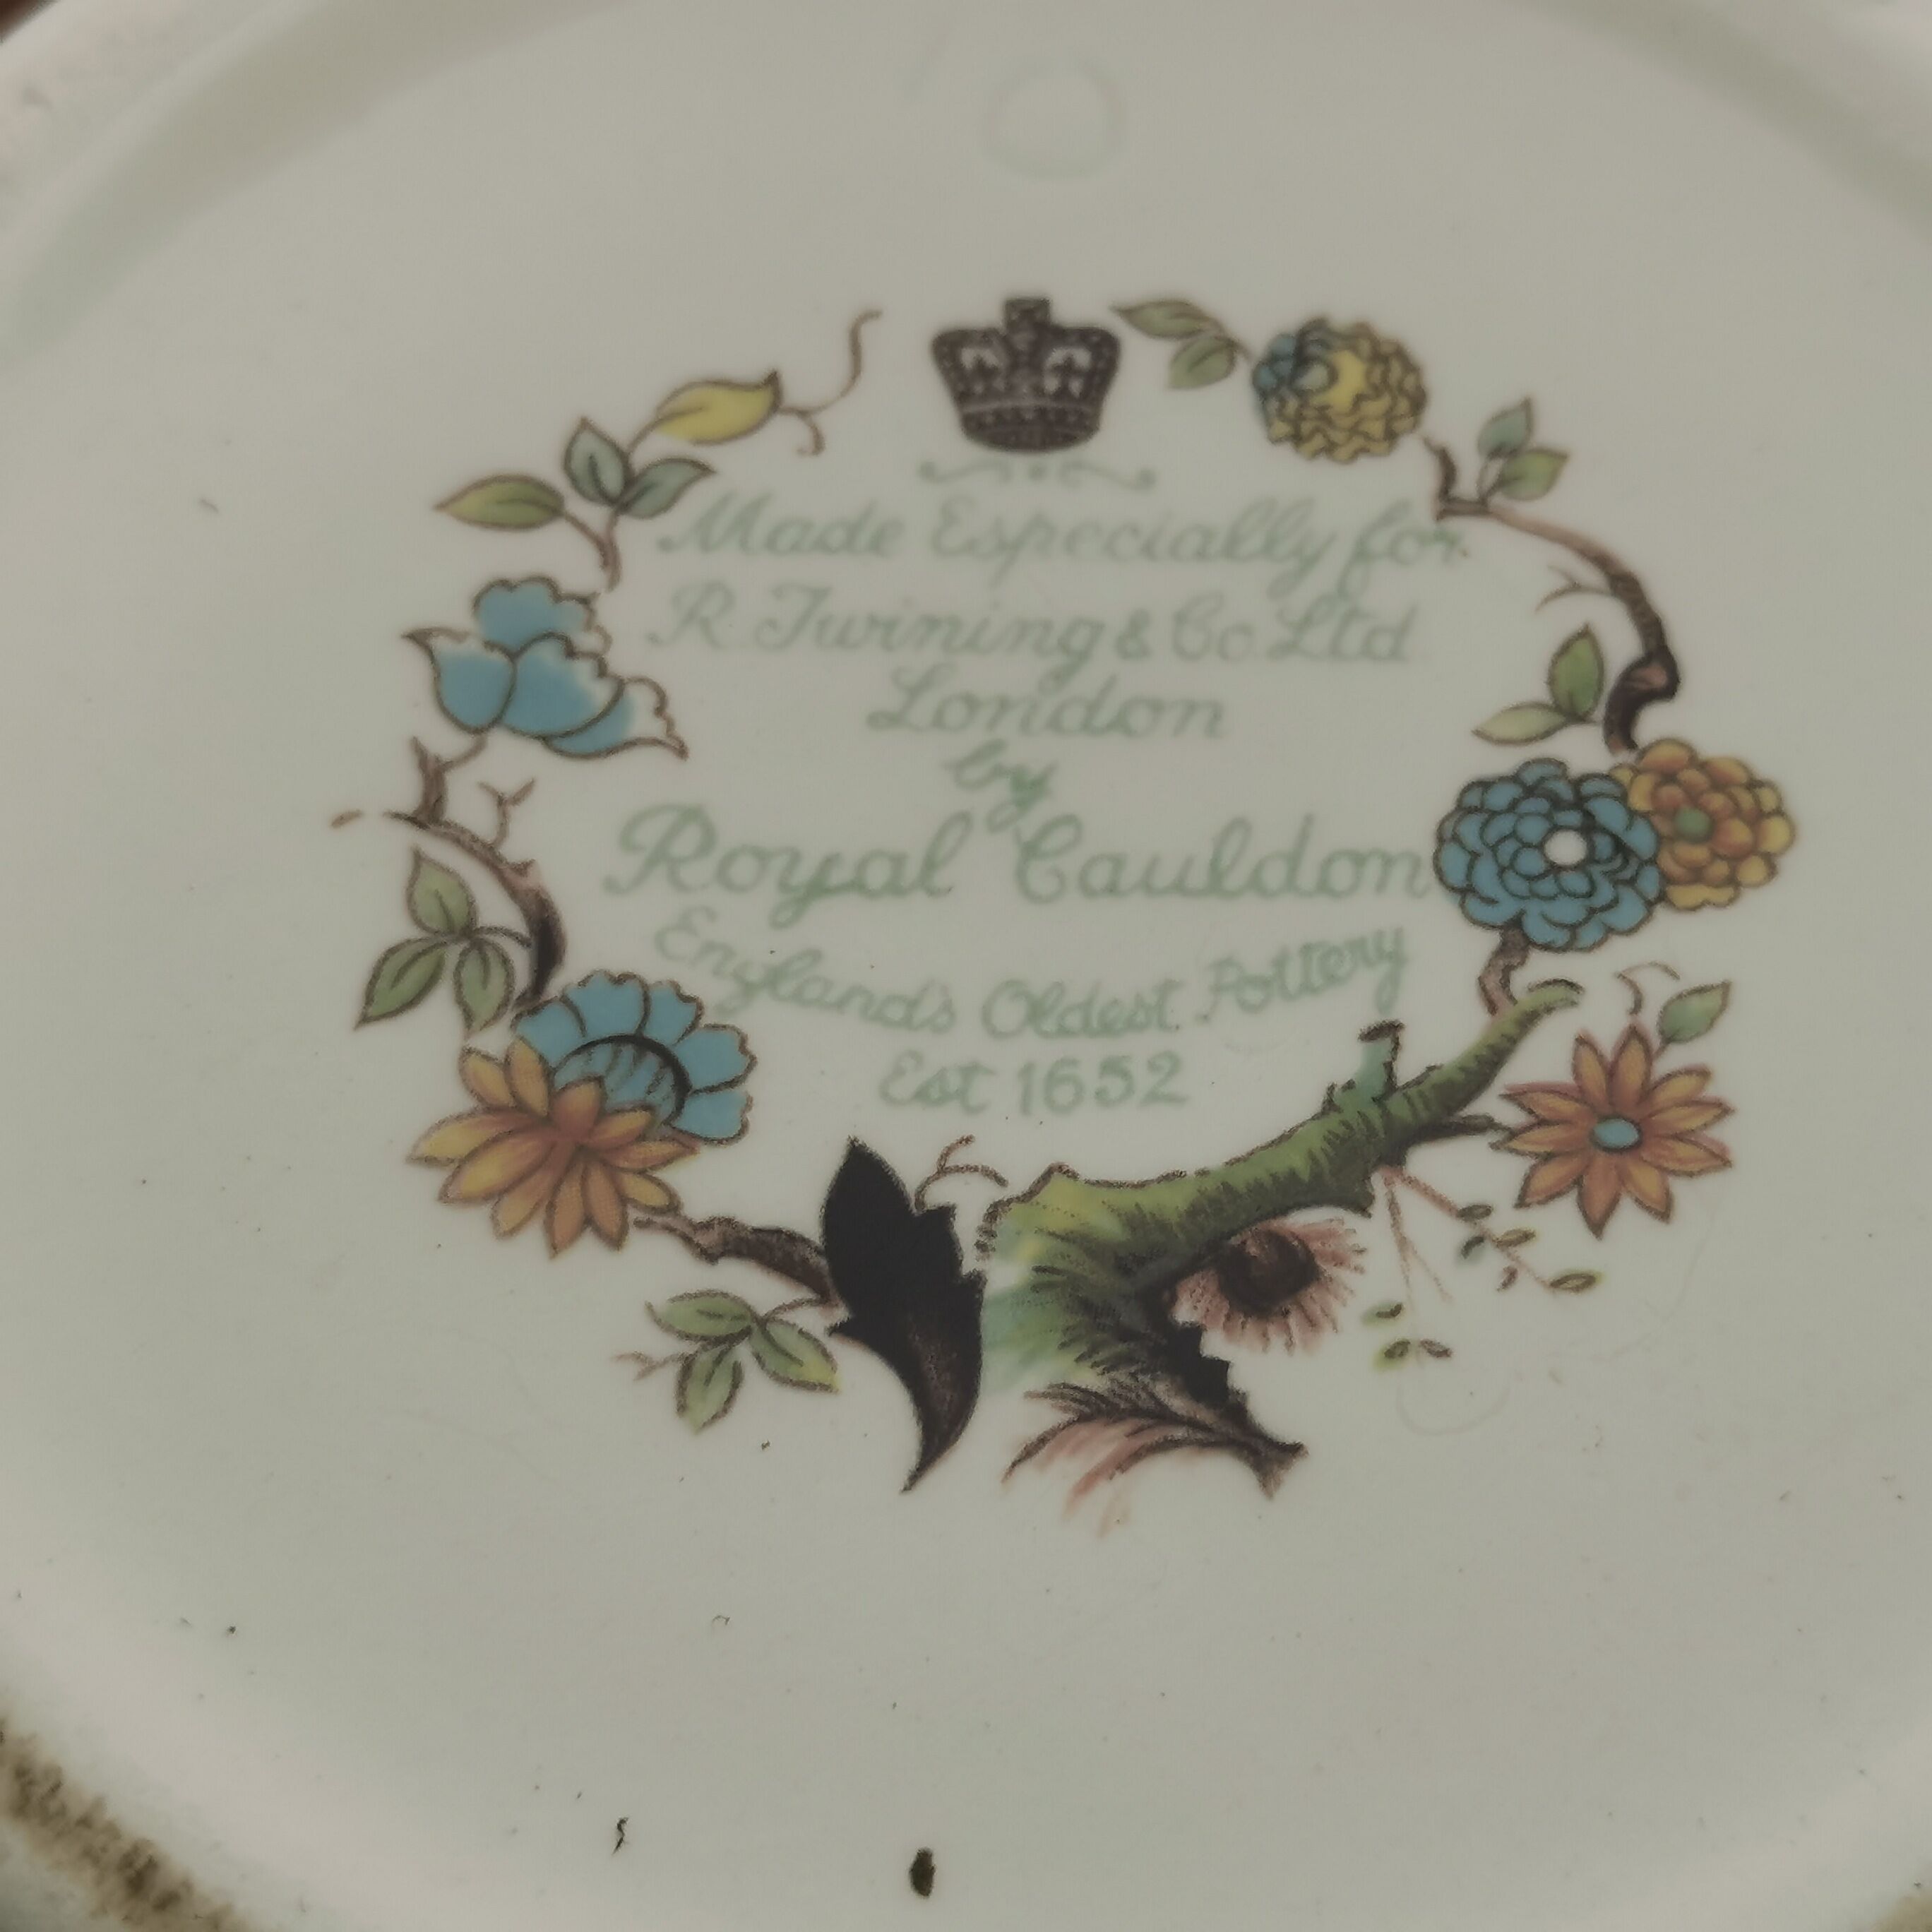 Made Especially for
R. Twining & Co Ltd
London
by
Royal Cauldon
England's Oldest Pottery
Est 1652